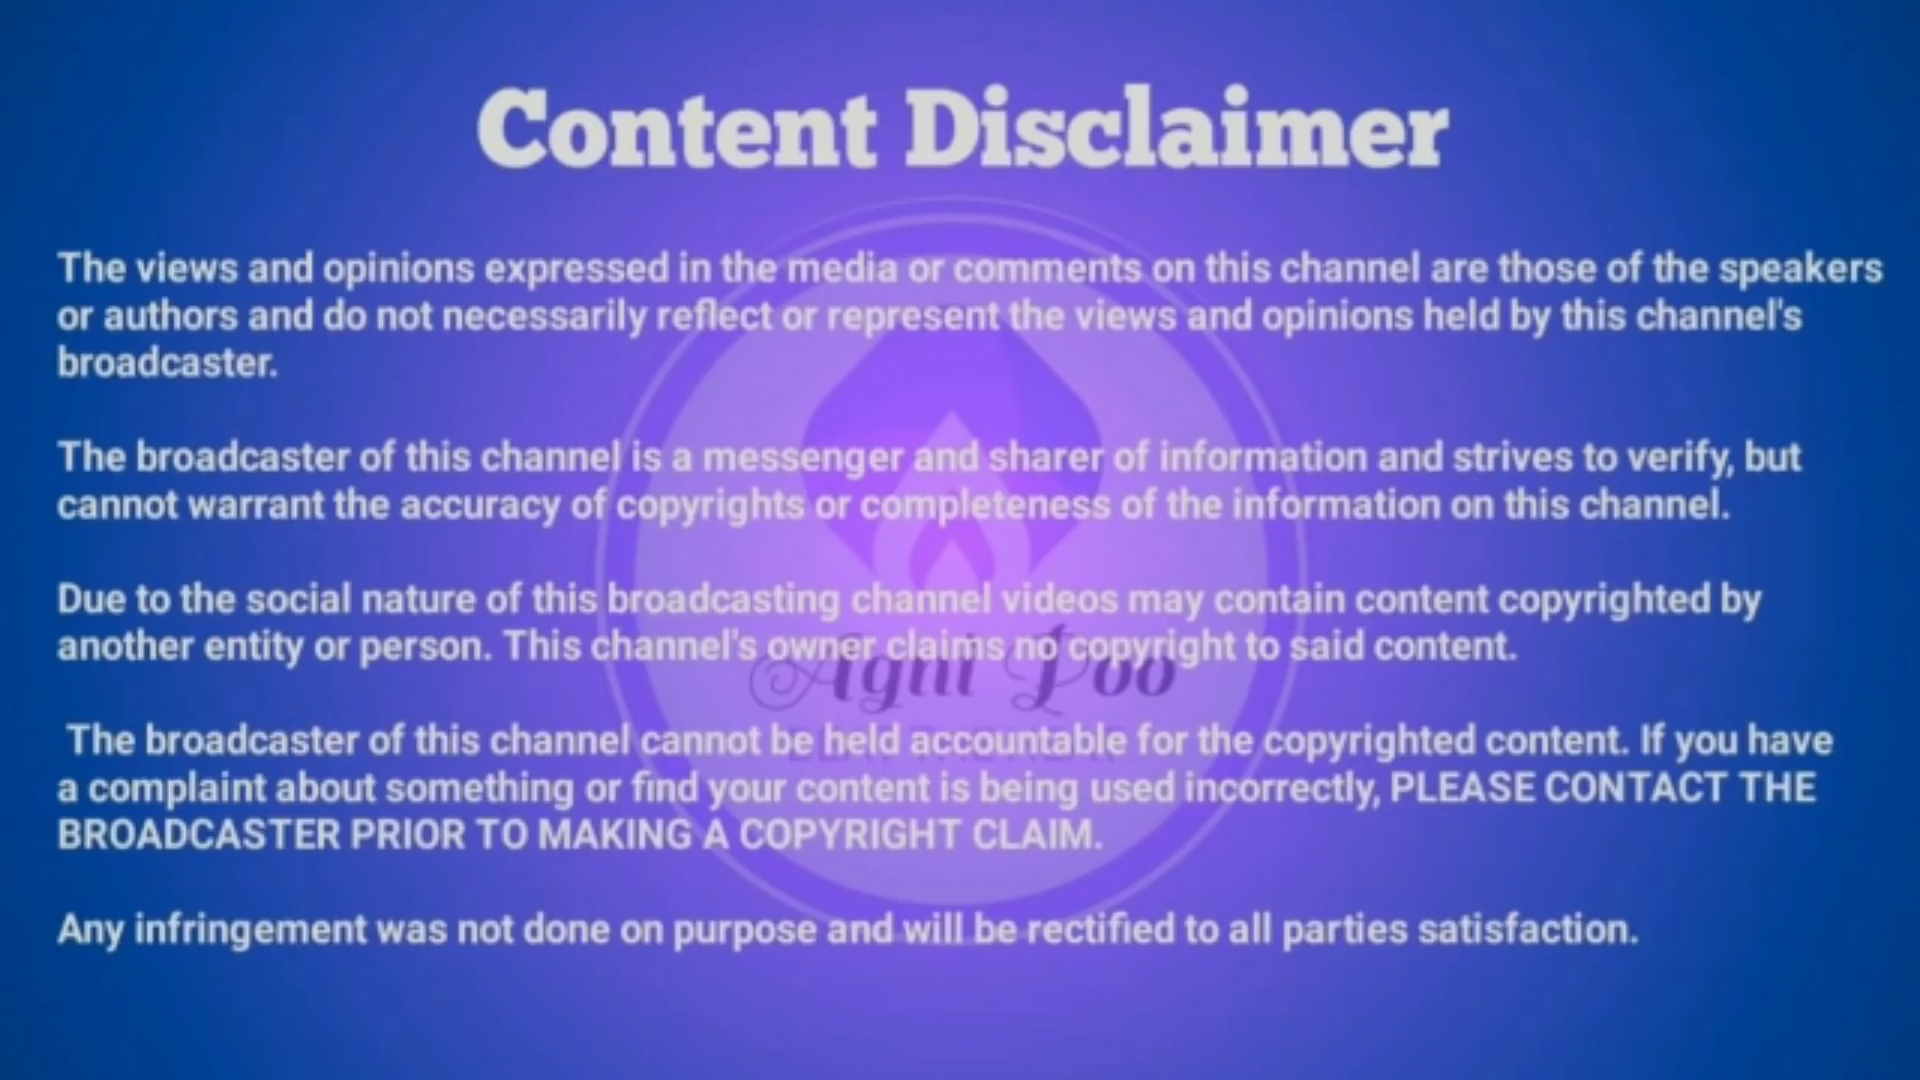 Content Disclaimer
The views and opinions expressed in the media or comments on this channel are those of the speakers
or authors and do not necessarily reflect or represent the views and opinions held by this channel's
broadcaster.
The broadcaster of this channel is a messenger and sharer of information and strives to verify, but
cannot warrant the accuracy of copyrights or completeness of the information on this channel.
Due to the social nature of this broadcasting channel videos may contain content copyrighted by
another entity or person. This channel's owner claims no copyright to said content.
Agni Poo
The broadcaster of this channel cannot be held accountable for the copyrighted content. If you have
a complaint about something or find your content is being used incorrectly, PLEASE CONTACT THE
BROADCASTER PRIOR TO MAKING A COPYRIGHT CLAIM.
Any infringement was not done on purpose and will be rectified to all parties satisfaction.